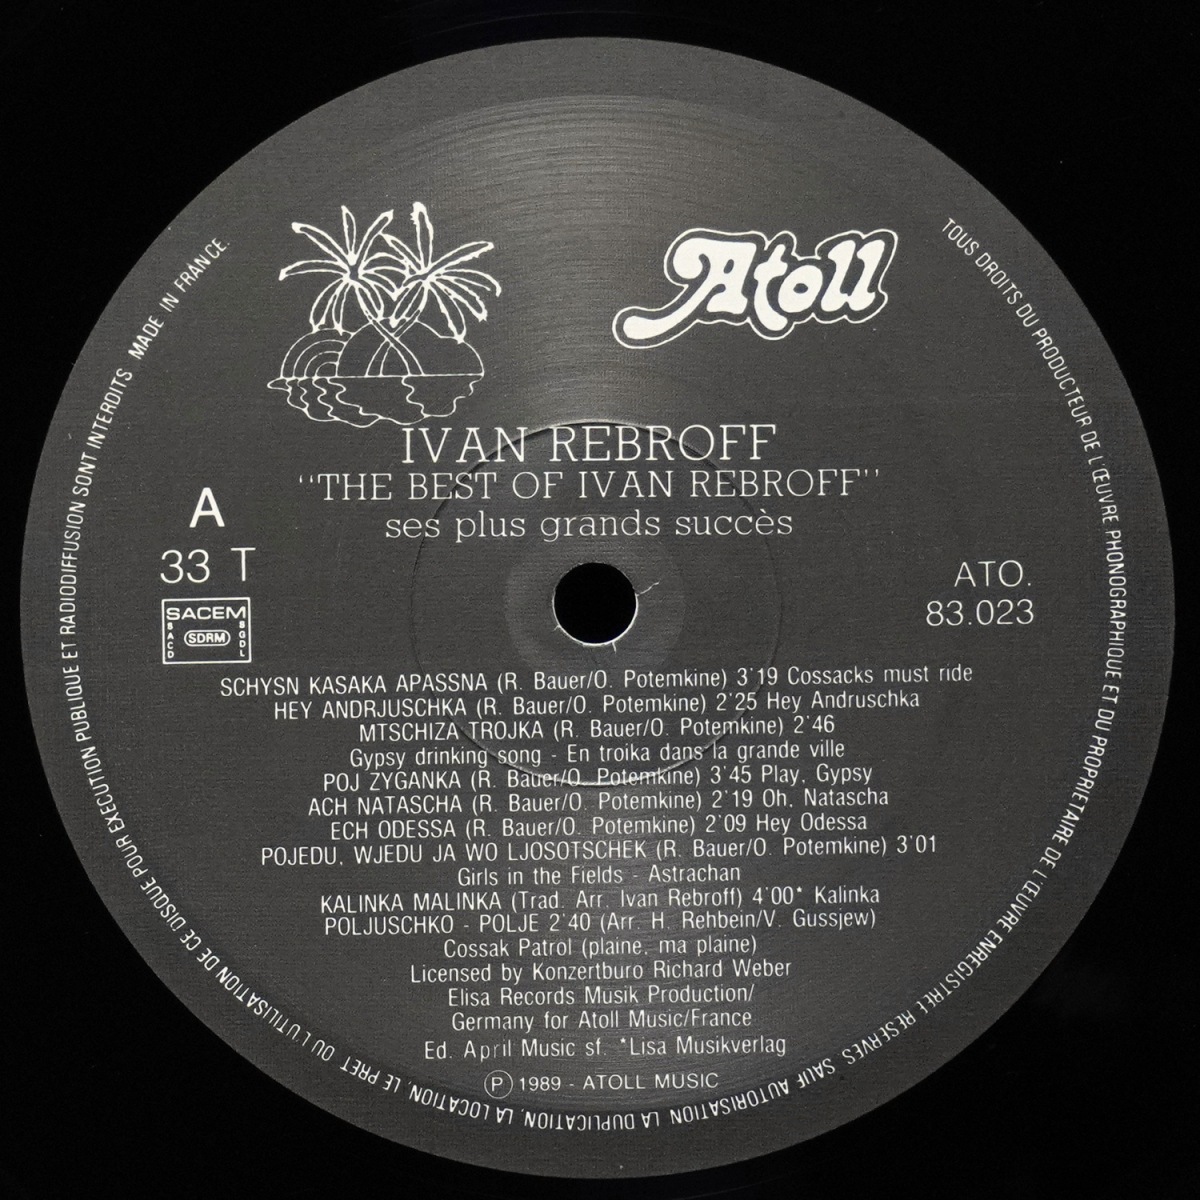 Atoll
IVAN REBROFF
"THE BEST OF IVAN REBROFF"
ses plus grands succès
A
33 T
SACEM
SACD
SDRM
BGDL
ATO.
83.023
SCHYSN KASAKA APASSNA (R. Bauer/O. Potemkine) 3'19 Cossacks must ride
HEY ANDRJUSCHKA (R. Bauer/O. Potemkine) 2'25 Hey Andruschka
MTSCHIZA TROJKA (R. Bauer/O. Potemkine) 2'46
Gypsy drinking song - En troika dans la grande ville
POJ ZYGANKA (R. Bauer/O. Potemkine) 3'45 Play, Gypsy
ACH NATASCHA (R. Bauer/O. Potemkine) 2'19 Oh, Natascha
ECH ODESSA (R. Bauer/O. Potemkine) 2'09 Hey Odessa
POJEDU, WJEDU JA WO LJOSOTSCHEK (R. Bauer/O. Potemkine) 3'01
Girls in the Fields - Astrachan
KALINKA MALINKA (Trad. Arr. Ivan Rebroff) 4'00* Kalinka
POLJUSCHKO - POLJE 2'40 (Arr. H. Rehbein/V. Gussjew)
Cossak Patrol (plaine, ma plaine)
Licensed by Konzertburo Richard Weber
Elisa Records Musik Production/
Germany for Atoll Music/France
Ed. April Music sf. *Lisa Musikverlag
℗ 1989 - ATOLL MUSIC
TOUS DROITS DU PRODUCTEUR DE L'ŒUVRE PHONOGRAPHIQUE ET DU PROPRIETAIRE DE L'ŒUVRE ENREGISTREE RESERVES. SAUF AUTORISATION LA DUPLICATION, LA LOCATION, LE PRET OU L'UTILISATION DE CE DISQUE POUR EXECUTION PUBLIQUE ET RADIODIFFUSION SONT INTERDITS MADE IN FRANCE.